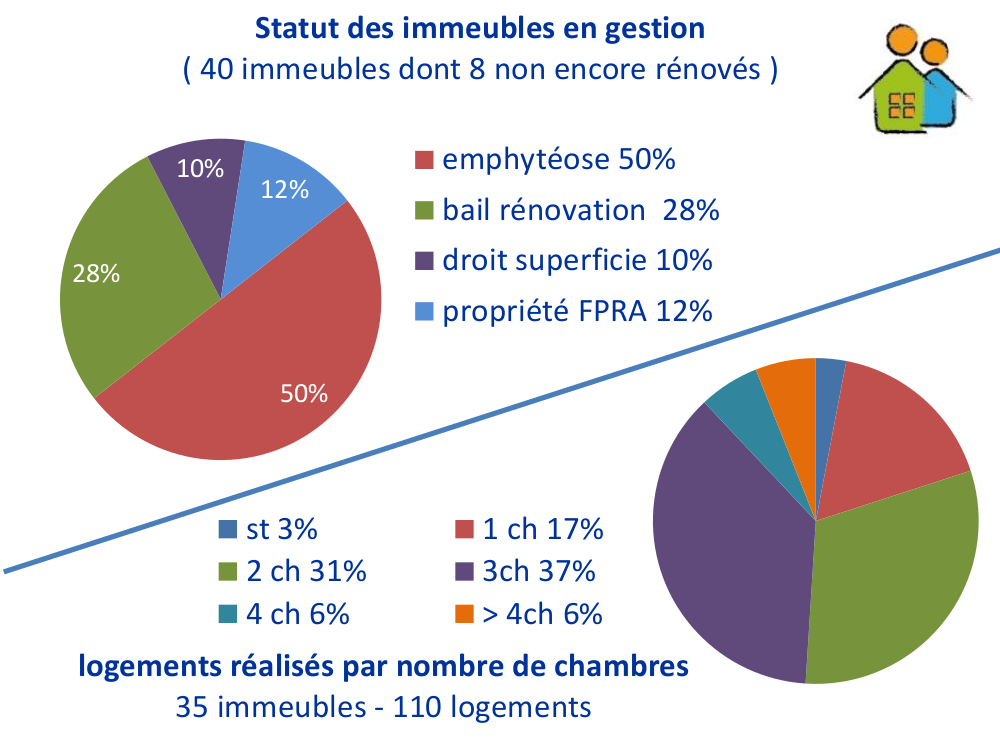 Statut des immeubles en gestion
( 40 immeubles dont 8 non encore rénovés )
10%
12%
28%
50%
emphytéose 50%
bail rénovation 28%
droit superficie 10%
propriété FPRA 12%
st 3%
1 ch 17%
2 ch 31%
3ch 37%
4 ch 6%
> 4ch 6%
logements réalisés par nombre de chambres
35 immeubles - 110 logements